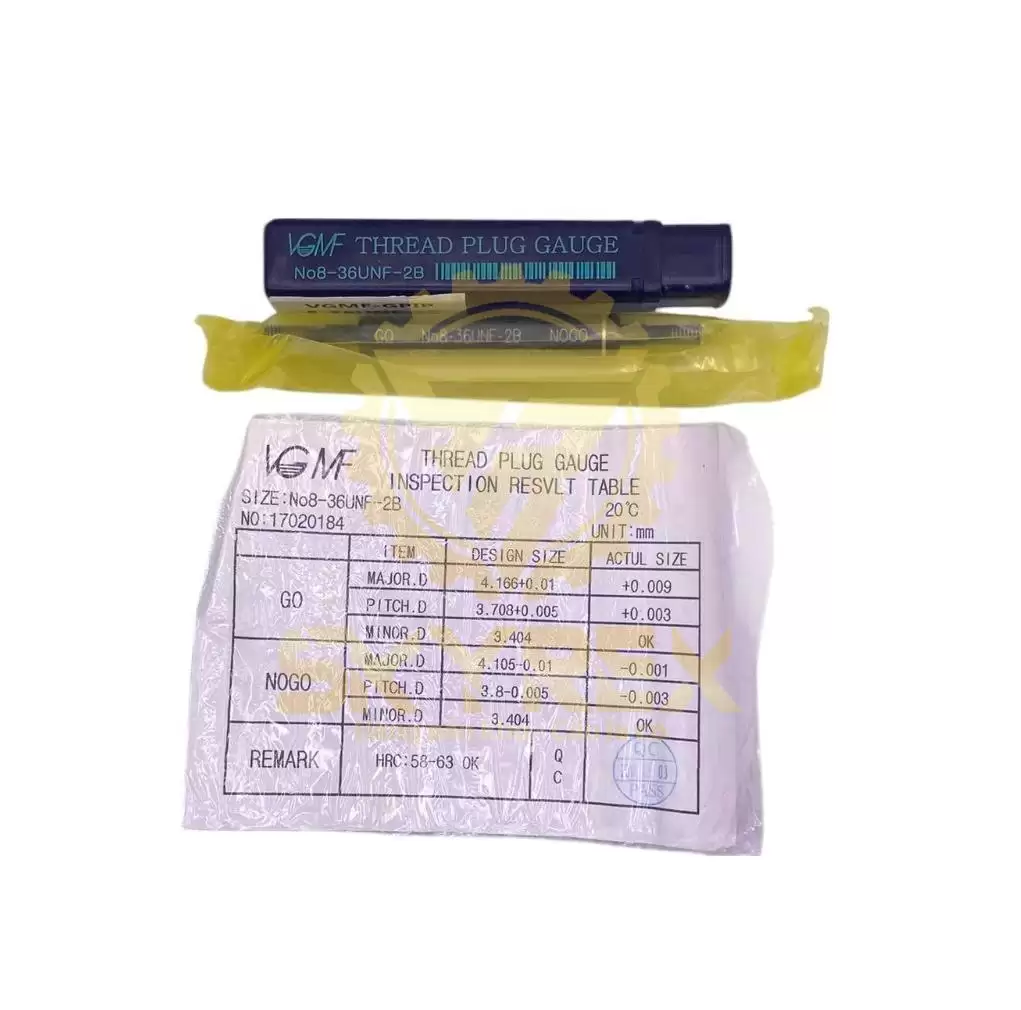 VGMF THREAD PLUG GAUGE
No8-36UNF-2B
VGMF-GPIP
GO No8-36UNF-2B NOGO
VGMF THREAD PLUG GAUGE
INSPECTION RESVLT TABLE
SIZE:No8-36UNF-2B 20℃
NO:17020184 UNIT:mm
ITEM DESIGN SIZE ACTUL SIZE
GO MAJOR.D 4.166+0.01 +0.009
PITCH.D 3.708+0.005 +0.003
MINOR.D 3.404 OK
NOGO MAJOR.D 4.105-0.01 -0.001
PITCH.D 3.8-0.005 -0.003
MINOR.D 3.404 OK
REMARK HRC:58-63 OK QC
QC
PASS